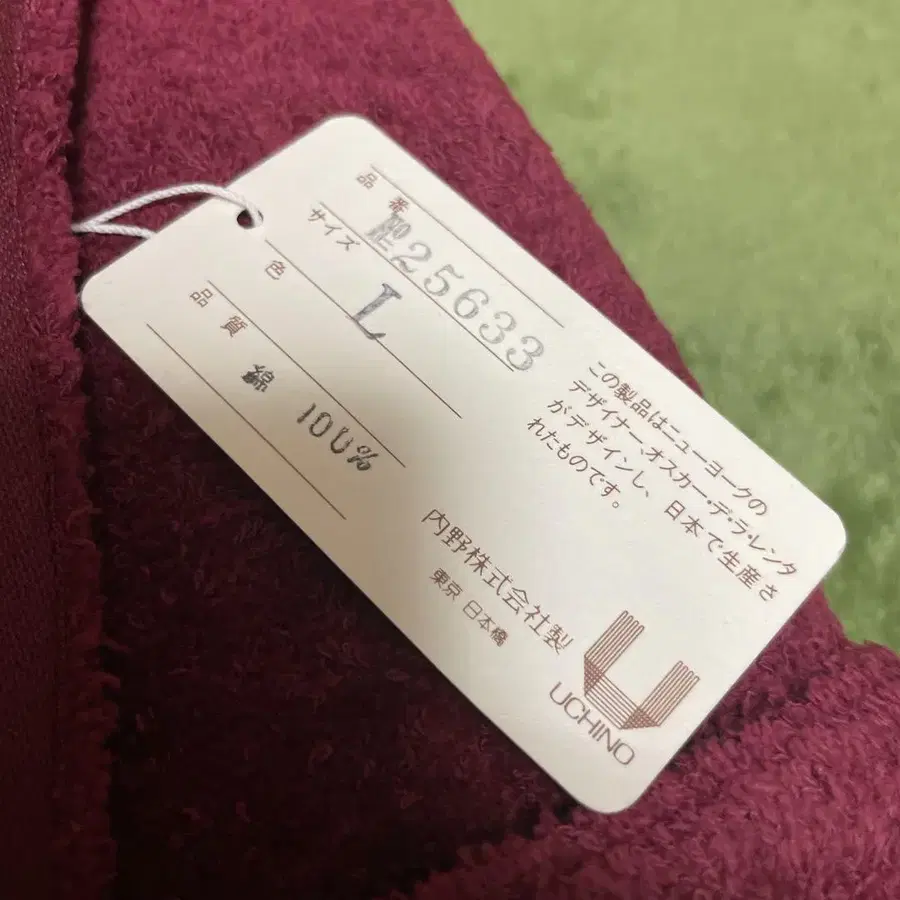 品番 №25633
サイズ L
色
品質 綿 100%
この製品はニューヨークの
デザイナー、オスカー・デ・ラ・レンタ
がデザインし、日本で生産さ
れたものです。
内野株式会社製
東京 日本橋
UCHINO